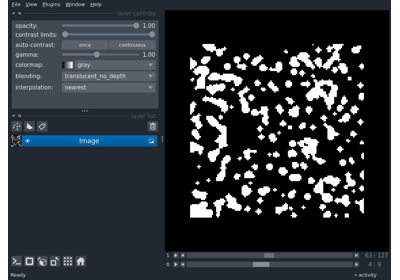 File View Plugins Window Help
layer controls
opacity: 1.00
contrast limits:
auto-contrast: once continuous
gamma: 1.00
colormap: gray
blending: translucent_no_depth
interpolation: nearest
layer list
Image
1 63 127
0 4 9
Ready activity